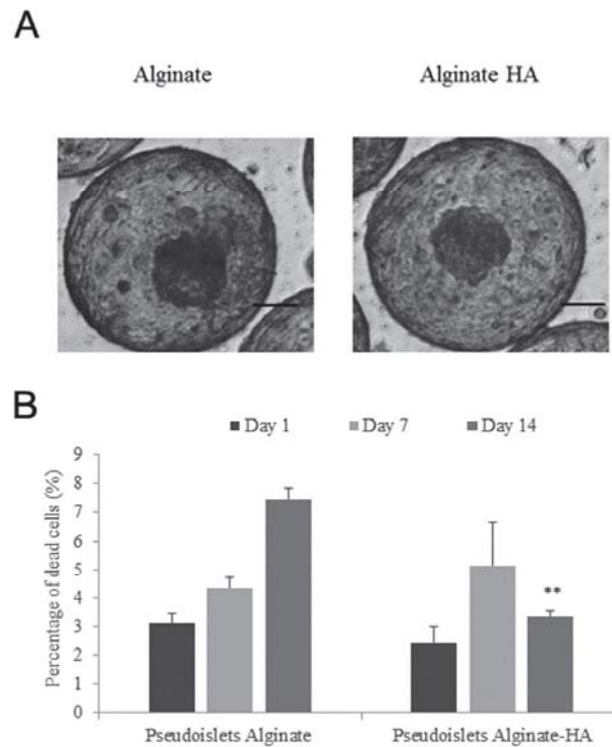 A
Alginate
Alginate HA
B
Day 1 Day 7 Day 14
Percentage of dead cells (%)
9
8
7
6
5
4
3
2
1
0
**
Pseudoislets Alginate
Pseudoislets Alginate-HA